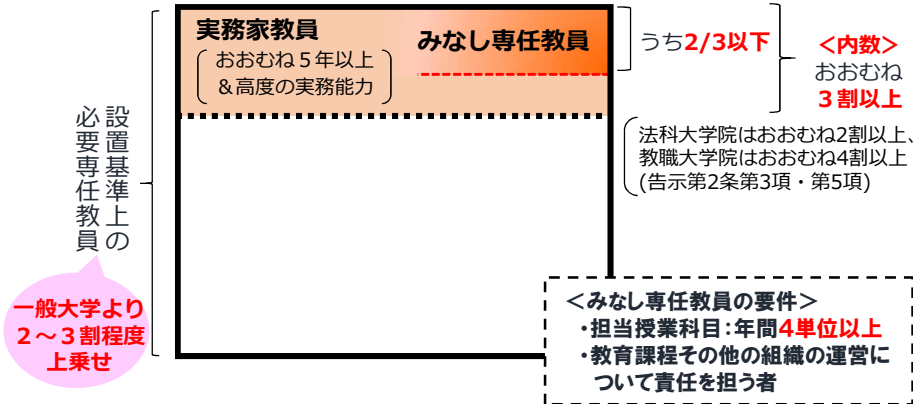 実務家教員
おおむね５年以上
＆高度の実務能力
みなし専任教員
うち2/3以下
＜内数＞
おおむね
３割以上
法科大学院はおおむね2割以上、
教職大学院はおおむね4割以上
(告示第2条第3項・第5項)
設置基準上の
必要専任教員
一般大学より
２～３割程度
上乗せ
＜みなし専任教員の要件＞
・担当授業科目：年間4単位以上
・教育課程その他の組織の運営に
ついて責任を担う者